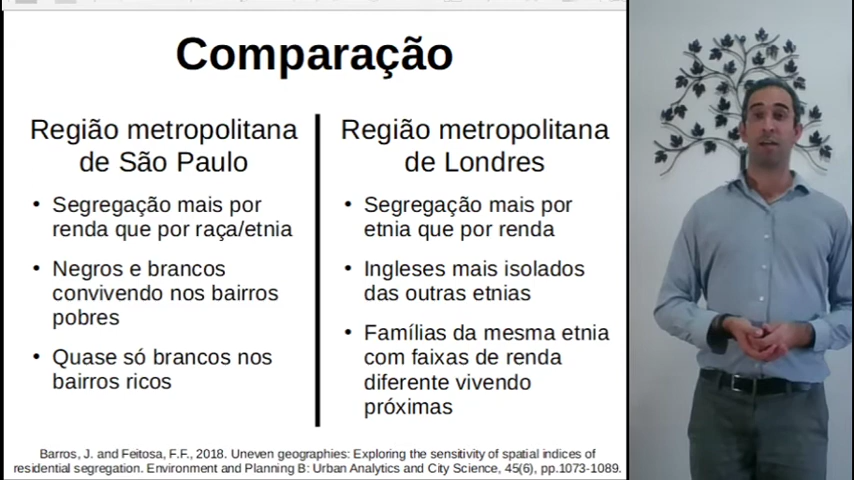 Comparação
Região metropolitana
de São Paulo
Segregação mais por
renda que por raça/etnia
Negros e brancos
convivendo nos bairros
pobres
Quase só brancos nos
bairros ricos
Região metropolitana
de Londres
Segregação mais por
etnia que por renda
Ingleses mais isolados
das outras etnias
Famílias da mesma etnia
com faixas de renda
diferente vivendo
próximas
Barros, J. and Feitosa, F.F., 2018. Uneven geographies: Exploring the sensitivity of spatial indices of
residential segregation. Environment and Planning B: Urban Analytics and City Science, 45(6), pp.1073-1089.